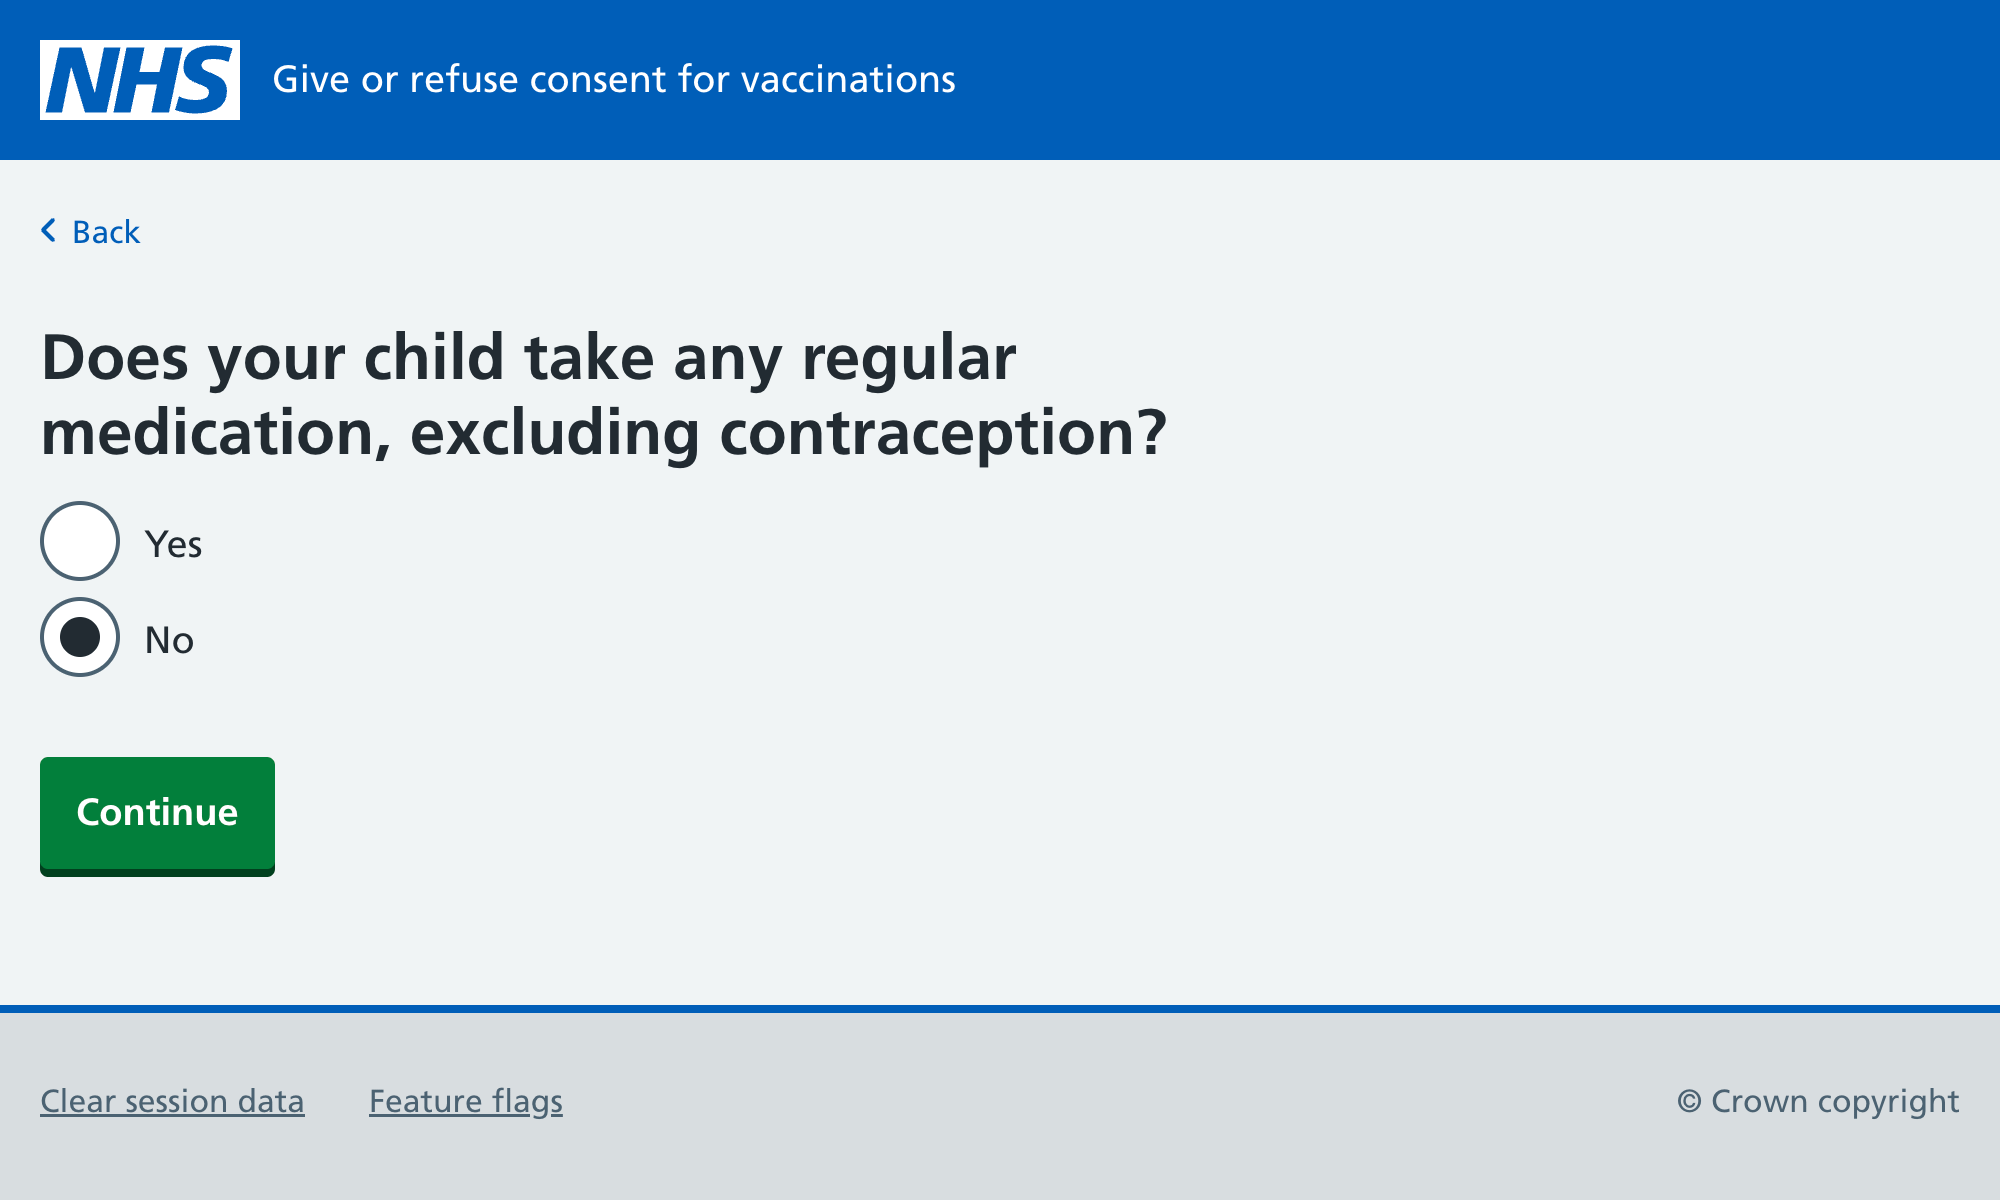 NHS Give or refuse consent for vaccinations
Back
Does your child take any regular
medication, excluding contraception?
Yes
No
Continue
Clear session data Feature flags © Crown copyright